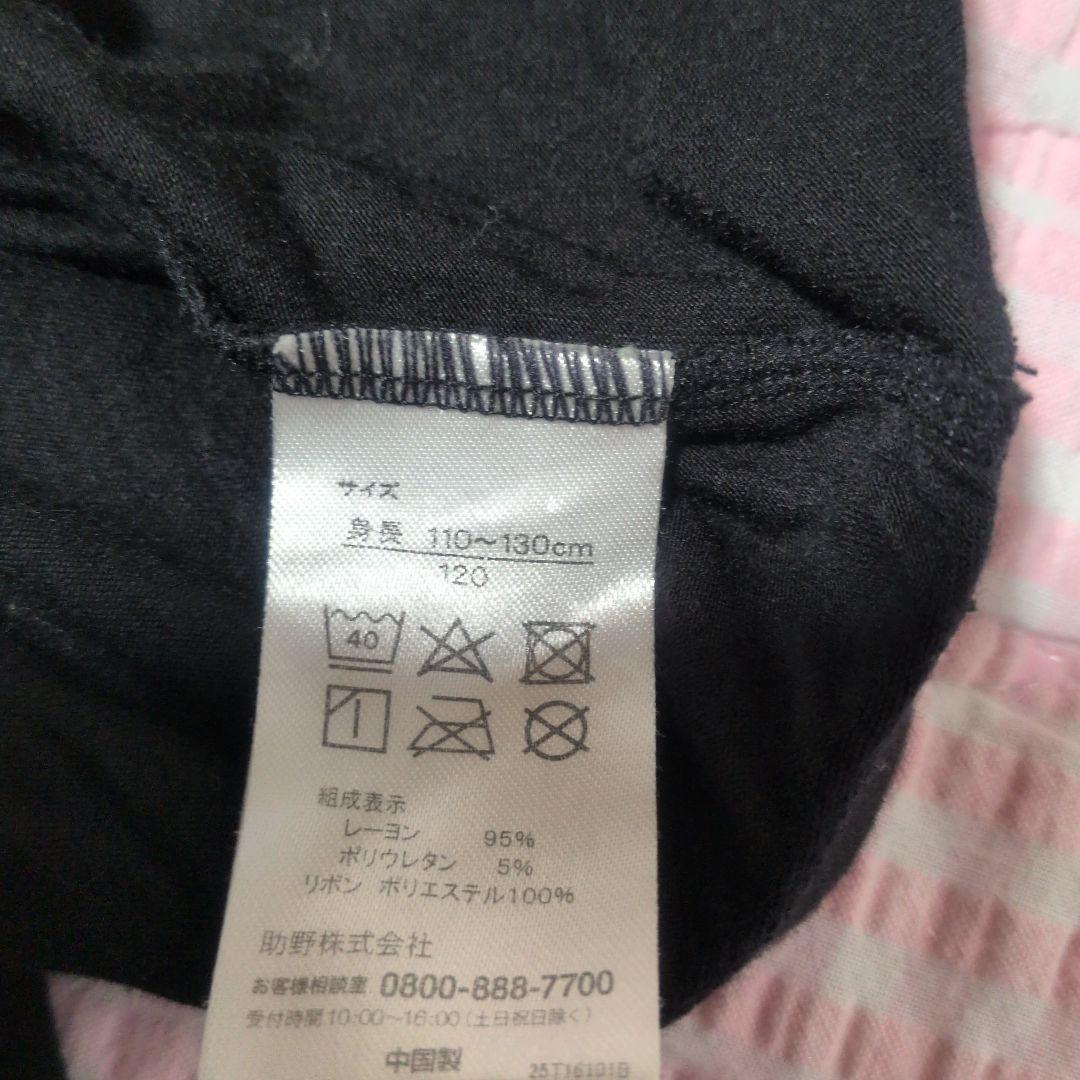 サイズ
身長 110～130cm
120
40
組成表示
レーヨン 95%
ポリウレタン 5%
リボン ポリエステル100%
助野株式会社
お客様相談室 0800-888-7700
受付時間10:00～16:00(土日祝日除く)
中国製 25T16101B